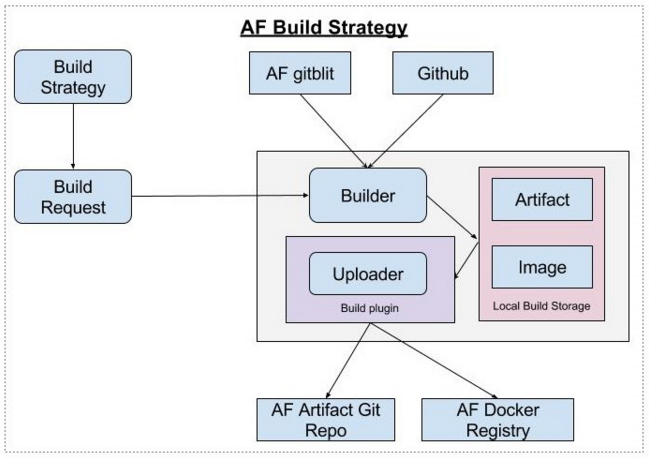 AF Build Strategy
Build
Strategy
AF gitblit
Github
Build
Request
Builder
Artifact
Uploader
Image
Build plugin
Local Build Storage
AF Artifact Git
Repo
AF Docker
Registry